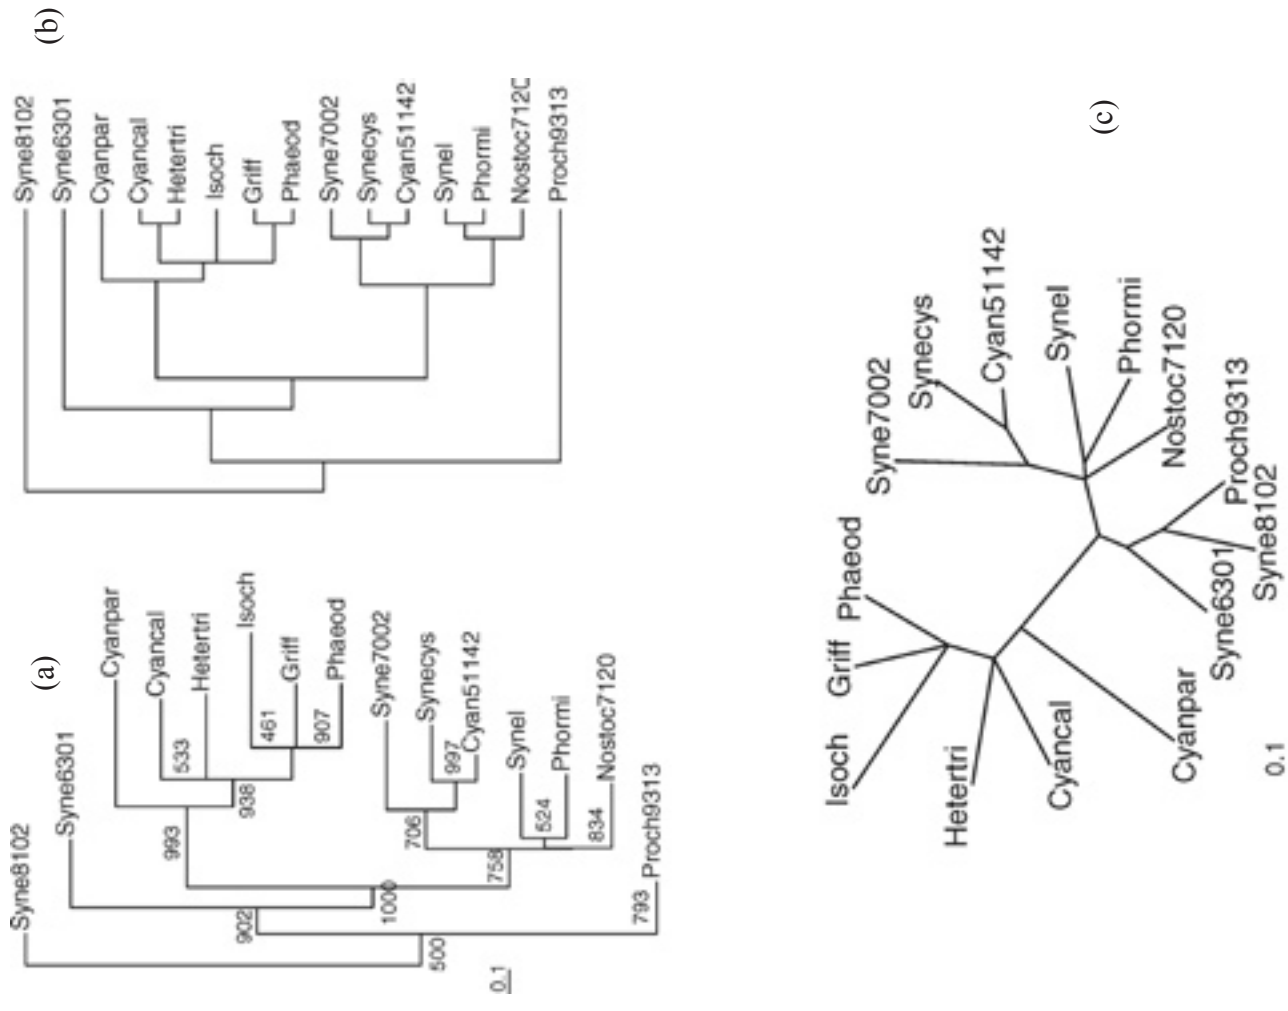 (a)
Syne8102
Syne6301
Cyanpar
Cyancal
Hetertri
Isoch
Griff
Phaeod
Syne7002
Synecys
Cyan51142
Synel
Phormi
Nostoc7120
Proch9313
993
533
938
461
907
706
997
758
524
834
1000
902
500
793
0.1
(b)
Syne8102
Syne6301
Cyanpar
Cyancal
Hetertri
Isoch
Griff
Phaeod
Syne7002
Synecys
Cyan51142
Synel
Phormi
Nostoc712C
Proch9313
(c)
Isoch
Griff
Phaeod
Syne7002
Synecys
Cyan51142
Synel
Phormi
Nostoc7120
Proch9313
Syne8102
Syne6301
Cyanpar
Cyancal
Hetertri
0.1